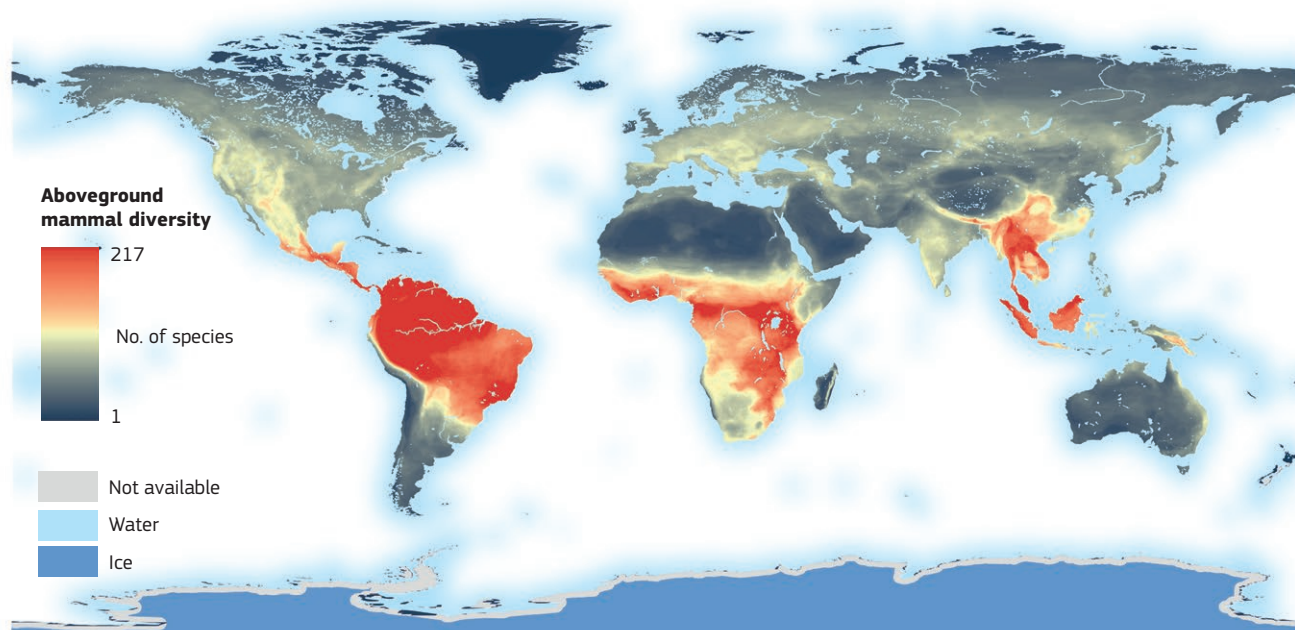 Aboveground
mammal diversity
217
No. of species
1
Not available
Water
Ice